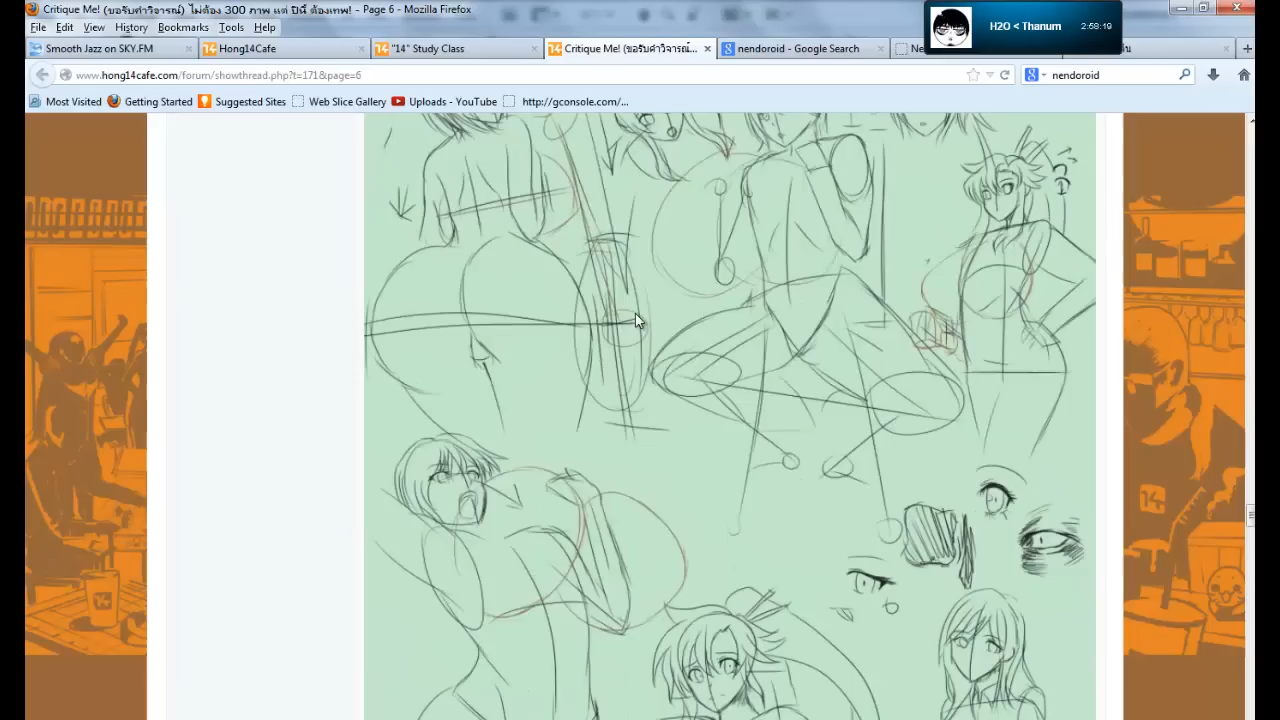 Critique Me! (ขอรับคำวิจารณ์) ไม่ต้อง 300 ภาพ แต่ ปีนี้ ต้องเทพ! - Page 6 - Mozilla Firefox
H2O < Thanum
2:58:19
File Edit View History Bookmarks Tools Help
Smooth Jazz on SKY.FM
Hong14Cafe
"14" Study Class
Critique Me! (ขอรับคำวิจารณ์)...
nendoroid - Google Search
www.hong14cafe.com/forum/showthread.php?t=171&page=6
nendoroid
Most Visited
Getting Started
Suggested Sites
Web Slice Gallery
Uploads - YouTube
http://gconsole.com/...